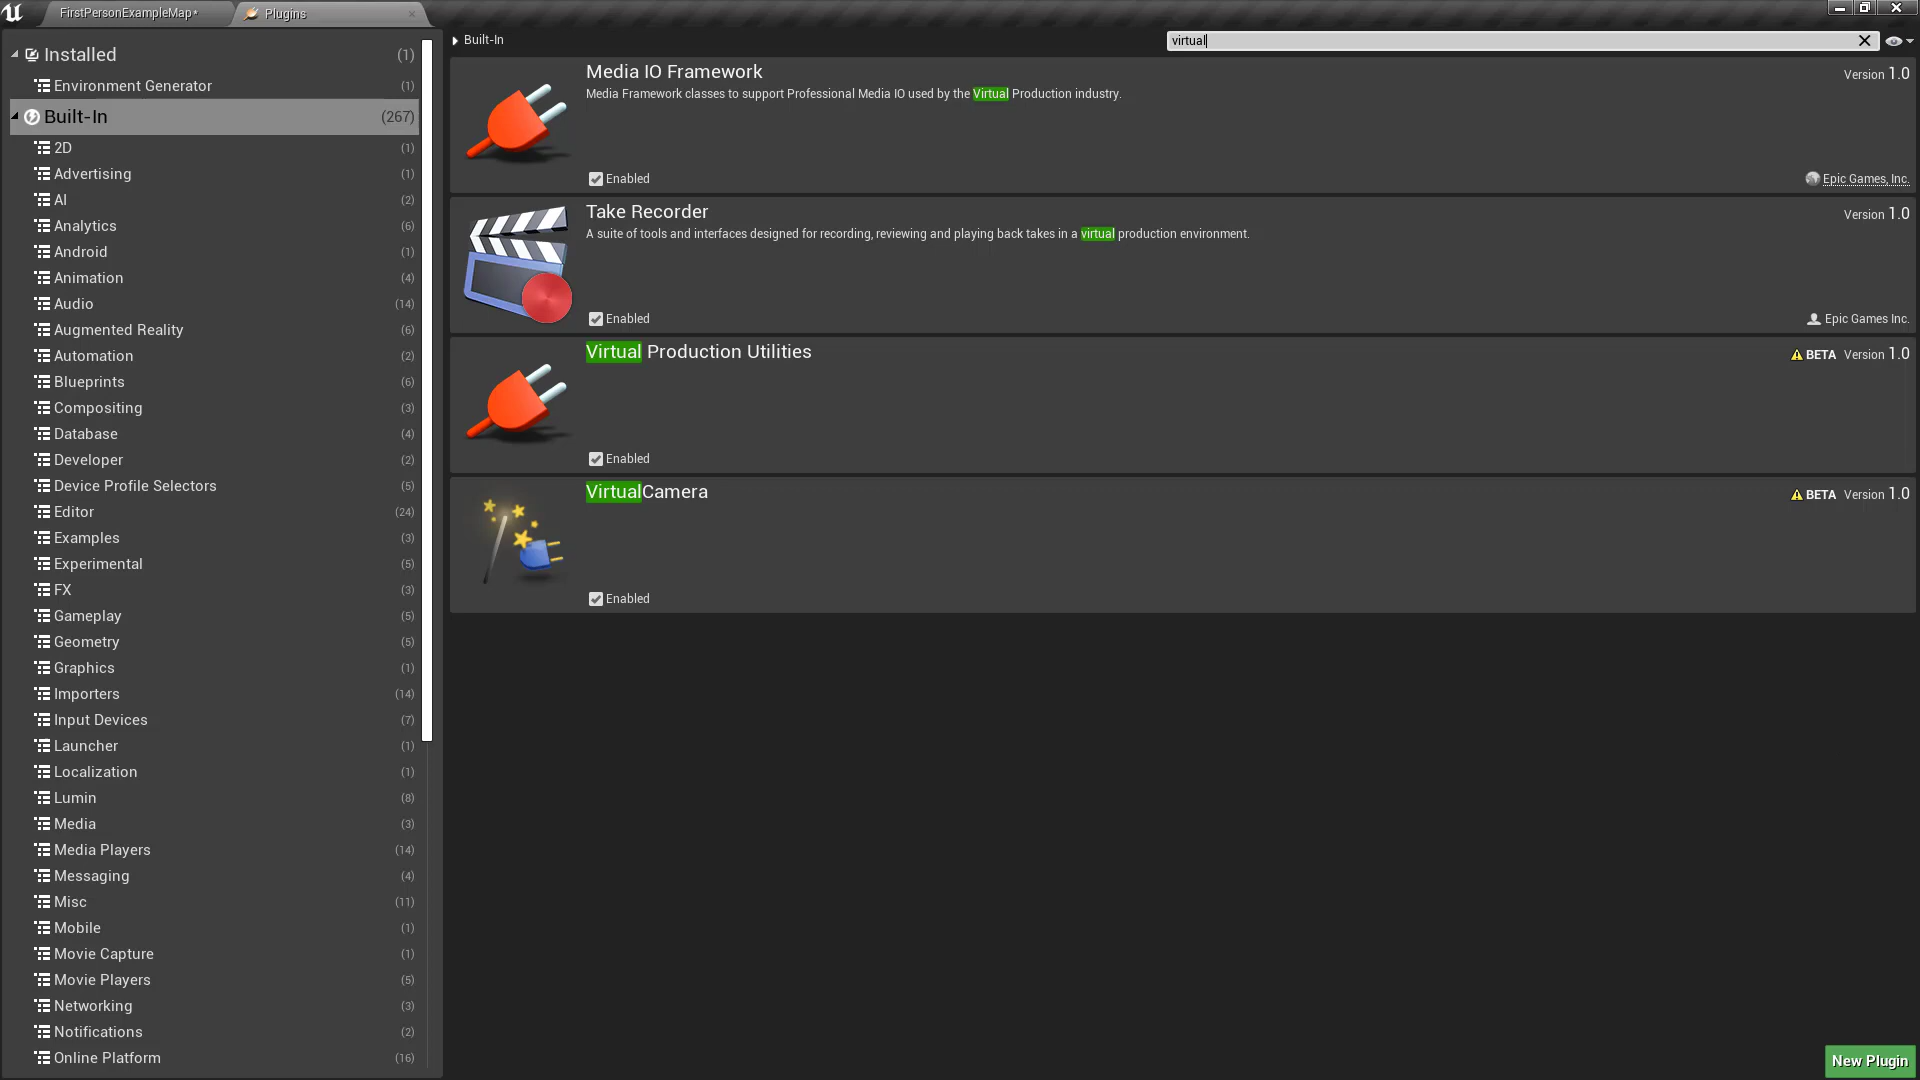 FirstPersonExampleMap*
Plugins
Installed (1)
Environment Generator (1)
Built-In (267)
2D (1)
Advertising (1)
AI (2)
Analytics (6)
Android (1)
Animation (4)
Audio (14)
Augmented Reality (6)
Automation (2)
Blueprints (6)
Compositing (3)
Database (4)
Developer (2)
Device Profile Selectors (5)
Editor (24)
Examples (3)
Experimental (5)
FX (3)
Gameplay (5)
Geometry (5)
Graphics (1)
Importers (14)
Input Devices (7)
Launcher (1)
Localization (1)
Lumin (8)
Media (3)
Media Players (14)
Messaging (4)
Misc (11)
Mobile (1)
Movie Capture (1)
Movie Players (5)
Networking (3)
Notifications (2)
Online Platform (16)
Built-In
virtual
Media IO Framework
Version 1.0
Media Framework classes to support Professional Media IO used by the Virtual Production industry.
Enabled
Epic Games, Inc.
Take Recorder
Version 1.0
A suite of tools and interfaces designed for recording, reviewing and playing back takes in a virtual production environment.
Enabled
Epic Games Inc.
Virtual Production Utilities
BETA Version 1.0
Enabled
VirtualCamera
BETA Version 1.0
Enabled
New Plugin